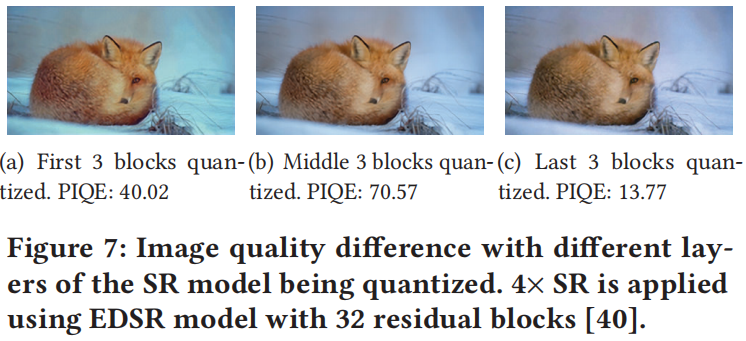 (a) First 3 blocks quan-
tized. PIQE: 40.02
(b) Middle 3 blocks quan-
tized. PIQE: 70.57
(c) Last 3 blocks quan-
tized. PIQE: 13.77
Figure 7: Image quality difference with different lay-
ers of the SR model being quantized. 4× SR is applied
using EDSR model with 32 residual blocks [40].